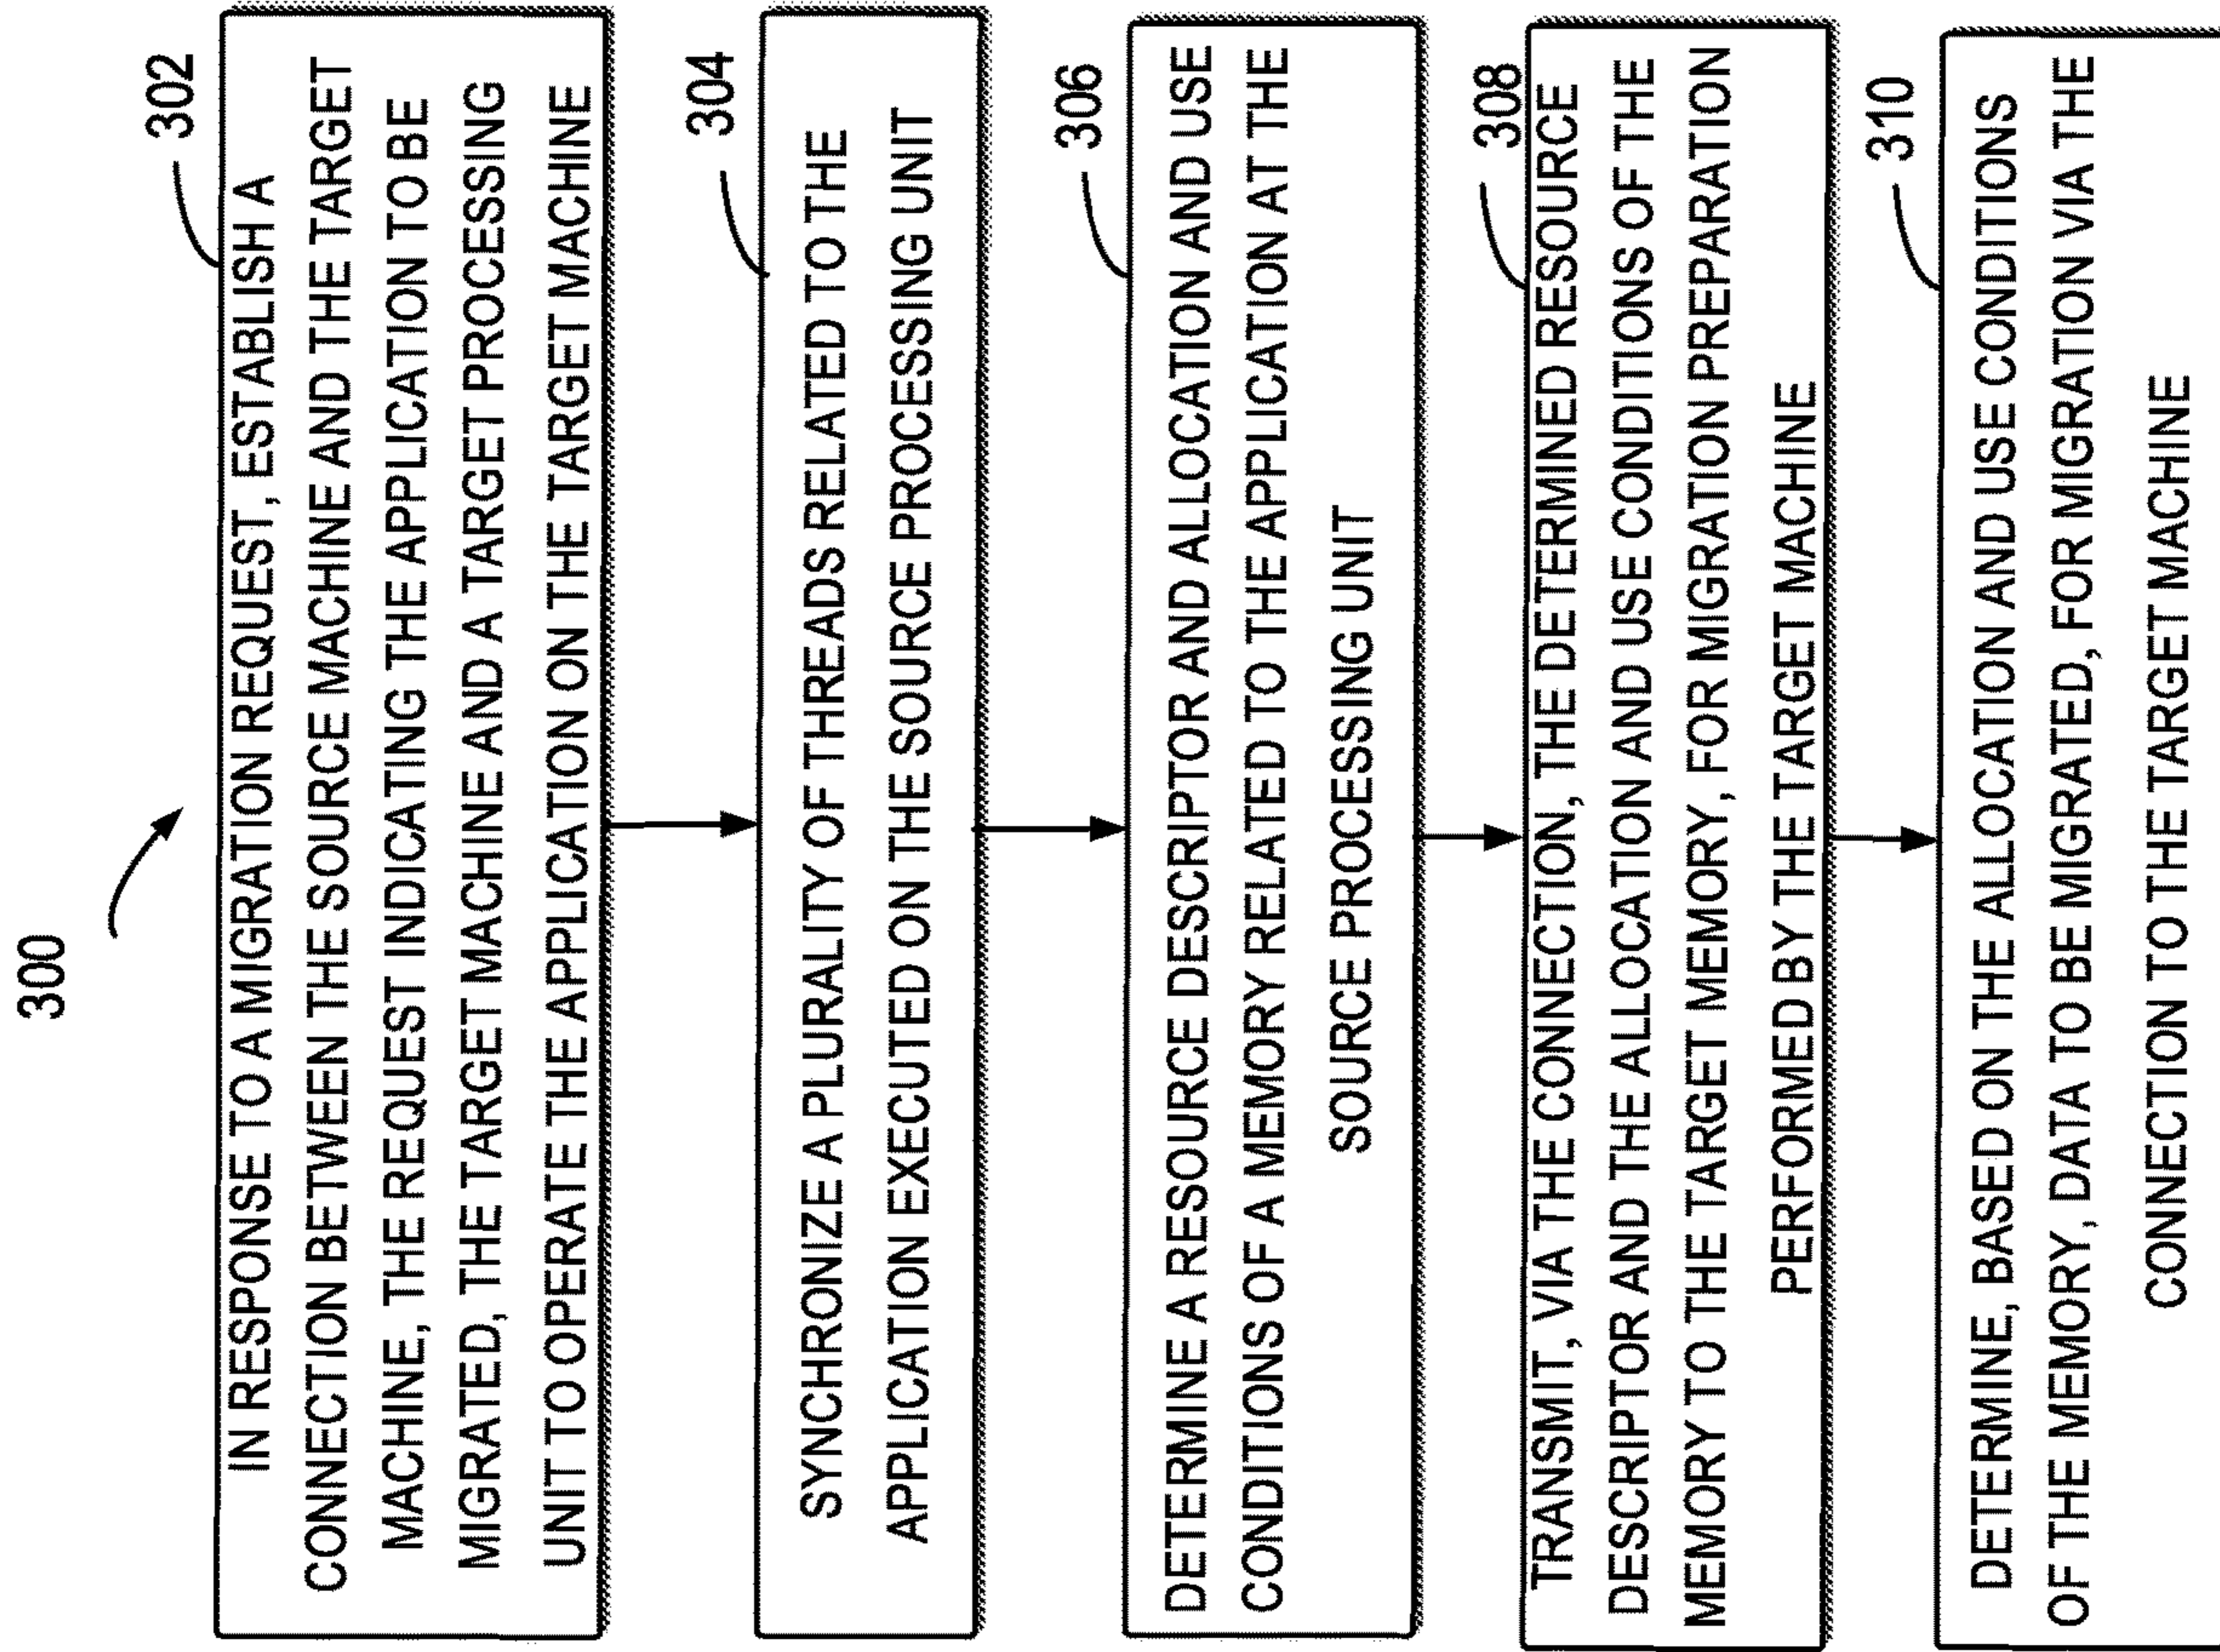 300
302
IN RESPONSE TO A MIGRATION REQUEST, ESTABLISH A
CONNECTION BETWEEN THE SOURCE MACHINE AND THE TARGET
MACHINE, THE REQUEST INDICATING THE APPLICATION TO BE
MIGRATED, THE TARGET MACHINE AND A TARGET PROCESSING
UNIT TO OPERATE THE APPLICATION ON THE TARGET MACHINE
304
SYNCHRONIZE A PLURALITY OF THREADS RELATED TO THE
APPLICATION EXECUTED ON THE SOURCE PROCESSING UNIT
306
DETERMINE A RESOURCE DESCRIPTOR AND ALLOCATION AND USE
CONDITIONS OF A MEMORY RELATED TO THE APPLICATION AT THE
SOURCE PROCESSING UNIT
308
TRANSMIT, VIA THE CONNECTION, THE DETERMINED RESOURCE
DESCRIPTOR AND THE ALLOCATION AND USE CONDITIONS OF THE
MEMORY TO THE TARGET MEMORY, FOR MIGRATION PREPARATION
PERFORMED BY THE TARGET MACHINE
310
DETERMINE, BASED ON THE ALLOCATION AND USE CONDITIONS
OF THE MEMORY, DATA TO BE MIGRATED, FOR MIGRATION VIA THE
CONNECTION TO THE TARGET MACHINE